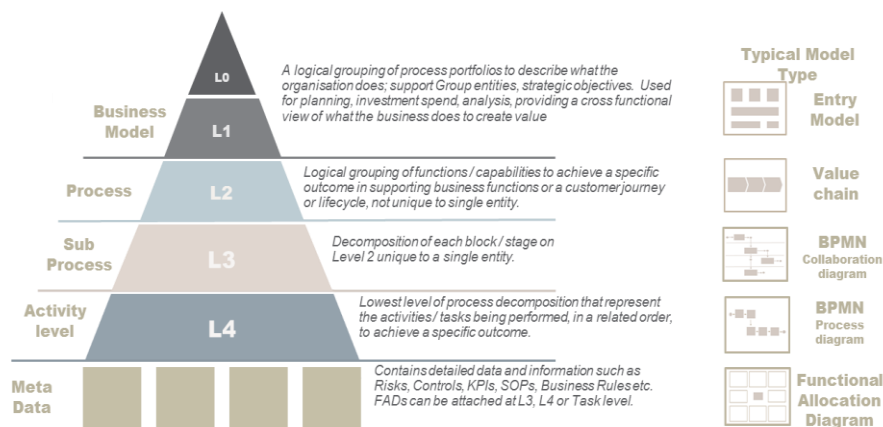 L0
A logical grouping of process portfolios to describe what the
organisation does; support Group entities, strategic objectives. Used
for planning, investment spend, analysis, providing a cross functional
view of what the business does to create value
Business
Model
L1
Typical Model
Type
Entry
Model
Process
L2
Logical grouping of functions / capabilities to achieve a specific
outcome in supporting business functions or a customer journey
or lifecycle, not unique to single entity.
Value
chain
Sub
Process
L3
Decomposition of each block / stage on
Level 2 unique to a single entity.
BPMN
Collaboration
diagram
Activity
level
L4
Lowest level of process decomposition that represent
the activities / tasks being performed, in a related order,
to achieve a specific outcome.
BPMN
Process
diagram
Meta
Data
Contains detailed data and information such as
Risks, Controls, KPIs, SOPs, Business Rules etc.
FADs can be attached at L3, L4 or Task level.
Functional
Allocation
Diagram